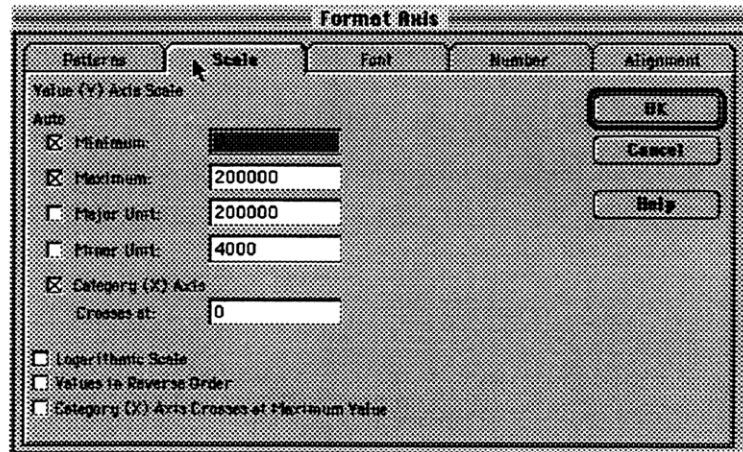 Format Axis
Patterns Scale Font Number Alignment
Value (Y) Axis Scale
Auto
Minimum:
Maximum: 200000
Major Unit: 200000
Minor Unit: 4000
Category (X) Axis
Crosses at: 0
Logarithmic Scale
Values in Reverse Order
Category (X) Axis Crosses at Maximum Value
OK
Cancel
Help